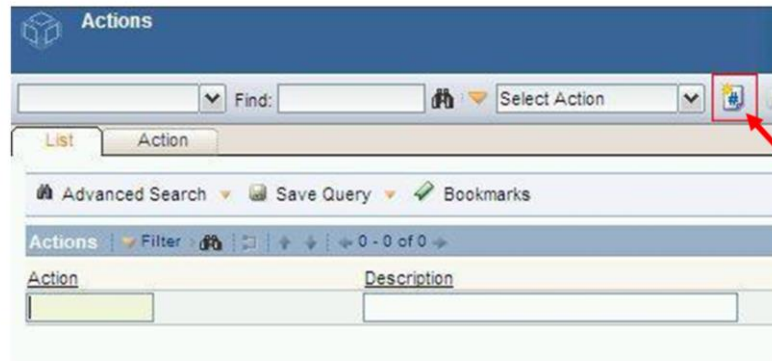 Actions
Find: Select Action
List Action
Advanced Search Save Query Bookmarks
Actions Filter 0 - 0 of 0
Action Description